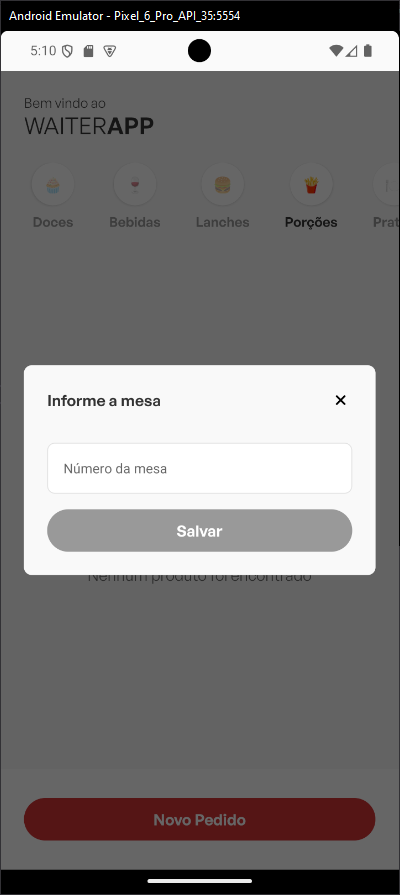 Android Emulator - Pixel_6_Pro_API_35:5554
5:10
Bem vindo ao
WAITERAPP
Doces Bebidas Lanches Porções Prat
Informe a mesa
Número da mesa
Salvar
Nenhum produto foi encontrado
Novo Pedido